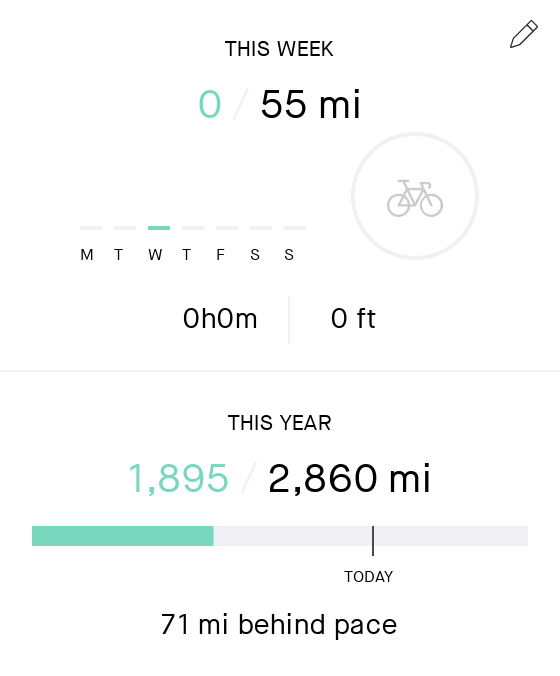 THIS WEEK
0 / 55 mi
M T W T F S S
0h0m
0 ft
THIS YEAR
1,895 / 2,860 mi
TODAY
71 mi behind pace